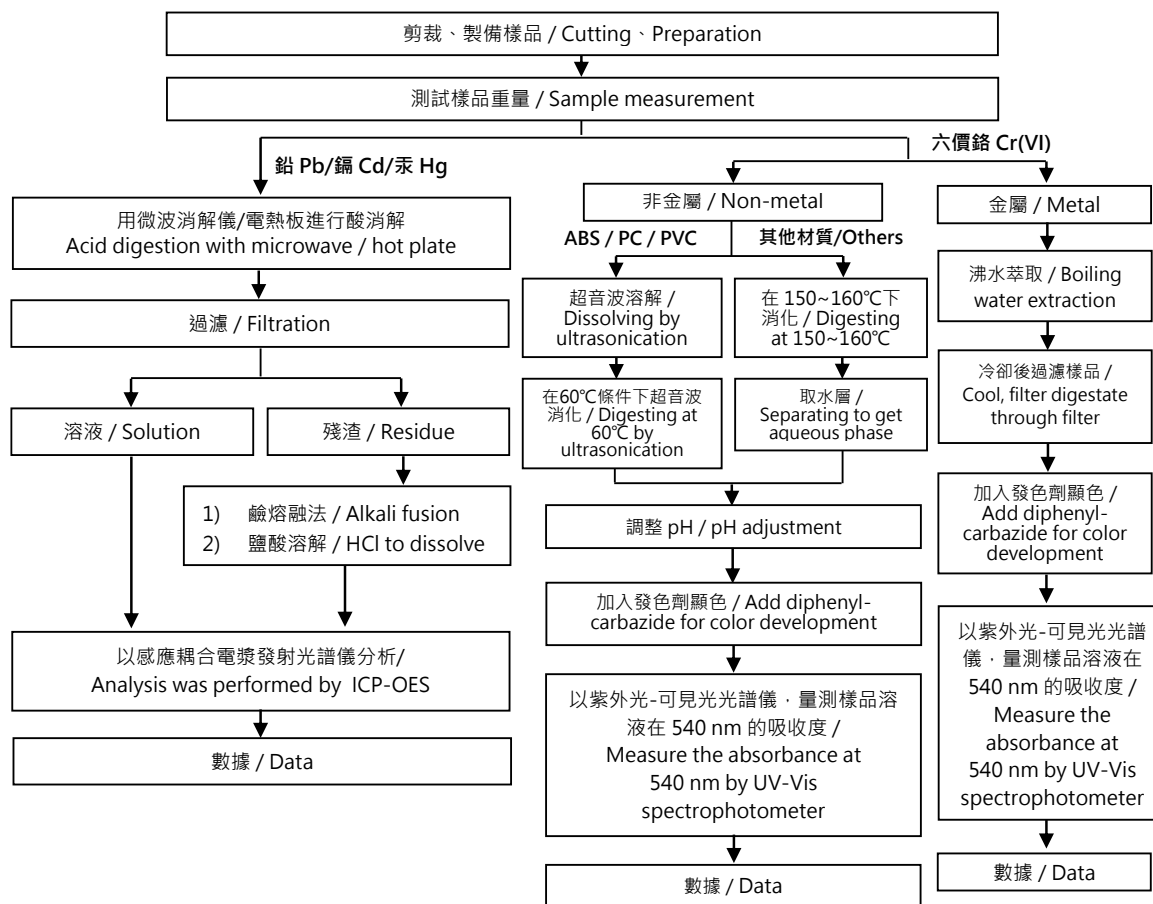 剪裁、製備樣品 / Cutting、Preparation
測試樣品重量 / Sample measurement
鉛 Pb/鎘 Cd/汞 Hg
用微波消解儀/電熱板進行酸消解
Acid digestion with microwave / hot plate
過濾 / Filtration
溶液 / Solution
殘渣 / Residue
1) 鹼熔融法 / Alkali fusion
2) 鹽酸溶解 / HCl to dissolve
以感應耦合電漿發射光譜儀分析/
Analysis was performed by ICP-OES
數據 / Data
六價鉻 Cr(VI)
非金屬 / Non-metal
ABS / PC / PVC
超音波溶解 /
Dissolving by
ultrasonication
在60℃條件下超音波
消化 / Digesting at
60℃ by
ultrasonication
其他材質/Others
在 150~160℃下
消化 / Digesting
at 150~160℃
取水層 /
Separating to get
aqueous phase
調整 pH / pH adjustment
加入發色劑顯色 / Add diphenyl-
carbazide for color development
以紫外光-可見光光譜儀，量測樣品溶
液在 540 nm 的吸收度 /
Measure the absorbance at
540 nm by UV-Vis
spectrophotometer
數據 / Data
金屬 / Metal
沸水萃取 / Boiling
water extraction
冷卻後過濾樣品 /
Cool, filter digestate
through filter
加入發色劑顯色 /
Add diphenyl-
carbazide for color
development
以紫外光-可見光光譜
儀，量測樣品溶液在
540 nm 的吸收度 /
Measure the
absorbance at
540 nm by UV-Vis
spectrophotometer
數據 / Data